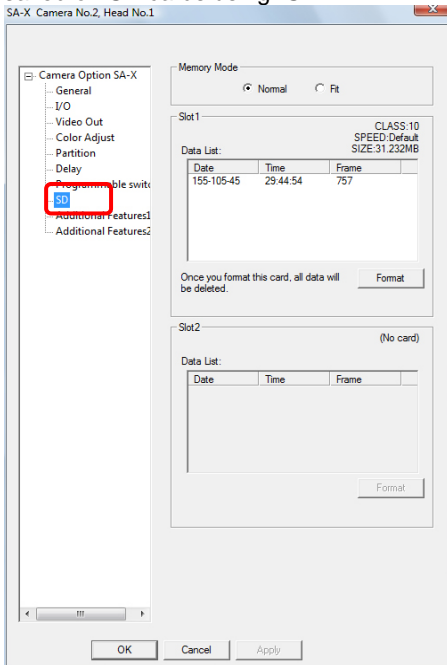 SA-X Camera No.2, Head No.1
Camera Option SA-X
General
I/O
Video Out
Color Adjust
Partition
Delay
Programmable switc
SD
Additional Features1
Additional Features2
Memory Mode
Normal Fit
Slot1
CLASS:10
SPEED:Default
Data List: SIZE:31.232MB
Date Time Frame
155-105-45 29:44:54 757
Once you format this card, all data will
be deleted.
Format
Slot2
(No card)
Data List:
Date Time Frame
Format
OK Cancel Apply